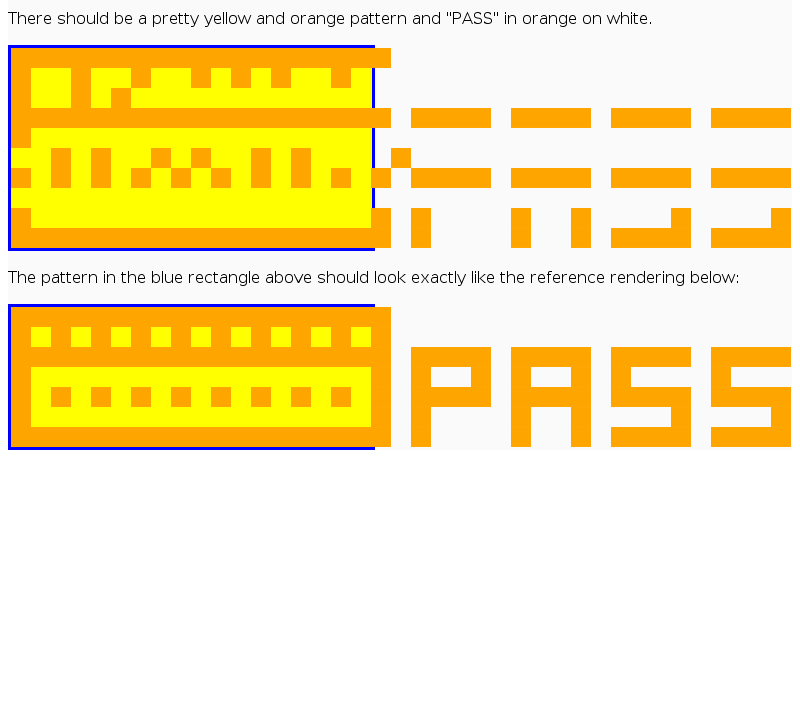 There should be a pretty yellow and orange pattern and "PASS" in orange on white.
The pattern in the blue rectangle above should look exactly like the reference rendering below:
PASS